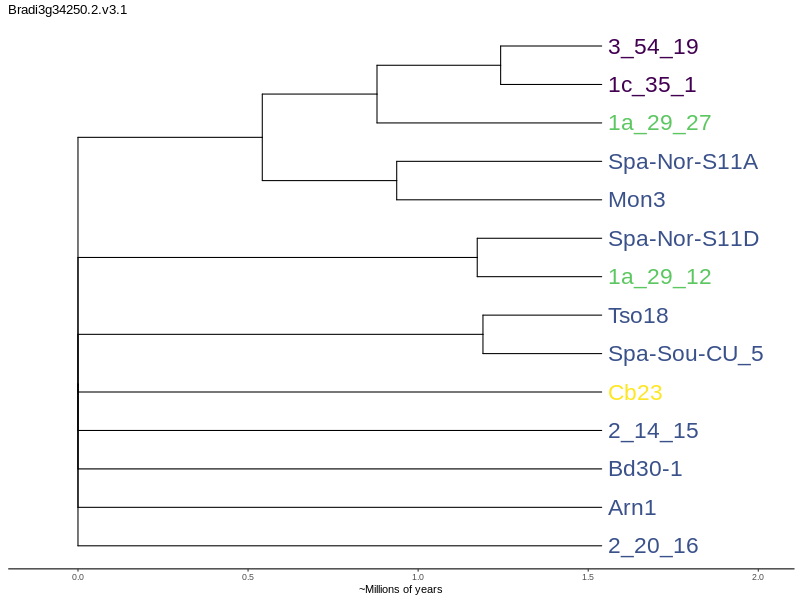 Bradi3g34250.2.v3.1
3_54_19
1c_35_1
1a_29_27
Spa-Nor-S11A
Mon3
Spa-Nor-S11D
1a_29_12
Tso18
Spa-Sou-CU_5
Cb23
2_14_15
Bd30-1
Arn1
2_20_16
0.0 0.5 1.0 1.5 2.0
~Millions of years